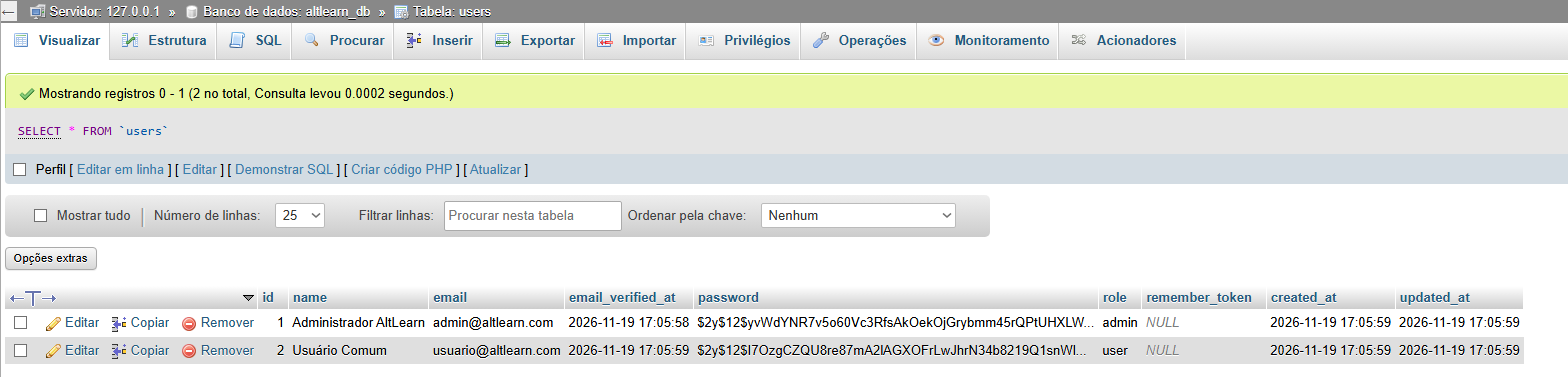 Servidor: 127.0.0.1 » Banco de dados: altlearn_db » Tabela: users
Visualizar Estrutura SQL Procurar Inserir Exportar Importar Privilégios Operações Monitoramento Acionadores
Mostrando registros 0 - 1 (2 no total, Consulta levou 0.0002 segundos.)
SELECT * FROM `users`
Perfil [ Editar em linha ] [ Editar ] [ Demonstrar SQL ] [ Criar código PHP ] [ Atualizar ]
Mostrar tudo | Número de linhas: 25 Filtrar linhas: Procurar nesta tabela Ordenar pela chave: Nenhum
Opções extras
←T→ id name email email_verified_at password role remember_token created_at updated_at
Editar Copiar Remover 1 Administrador AltLearn admin@altlearn.com 2026-11-19 17:05:58 $2y$12$yvWdYNR7v5o60Vc3RfsAkOekOjGrybmm45rQPtUHXLW... admin NULL 2026-11-19 17:05:59 2026-11-19 17:05:59
Editar Copiar Remover 2 Usuário Comum usuario@altlearn.com 2026-11-19 17:05:59 $2y$12$I7OzgCZQU8re87mA2lAGXOFrLwJhrN34b8219Q1snWl... user NULL 2026-11-19 17:05:59 2026-11-19 17:05:59